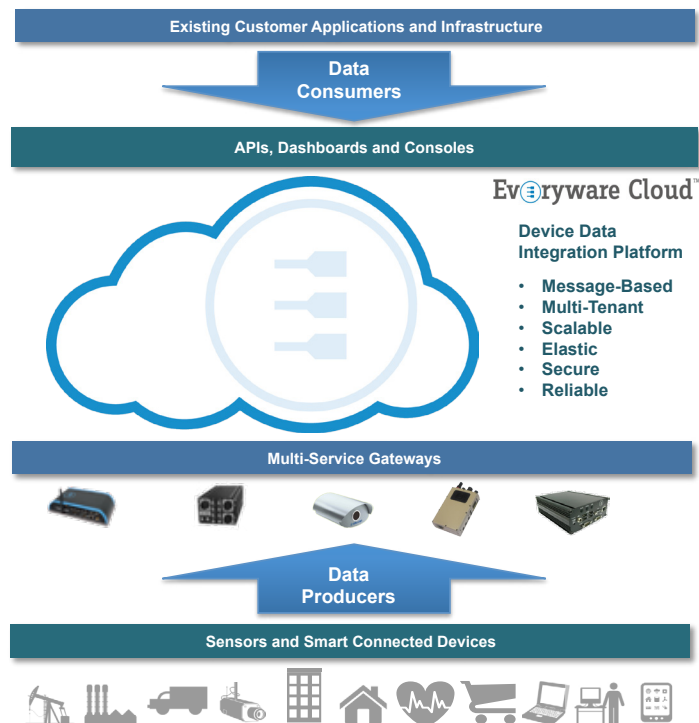 Existing Customer Applications and Infrastructure
Data
Consumers
APIs, Dashboards and Consoles
Everyware Cloud™
Device Data
Integration Platform
• Message-Based
• Multi-Tenant
• Scalable
• Elastic
• Secure
• Reliable
Multi-Service Gateways
Data
Producers
Sensors and Smart Connected Devices